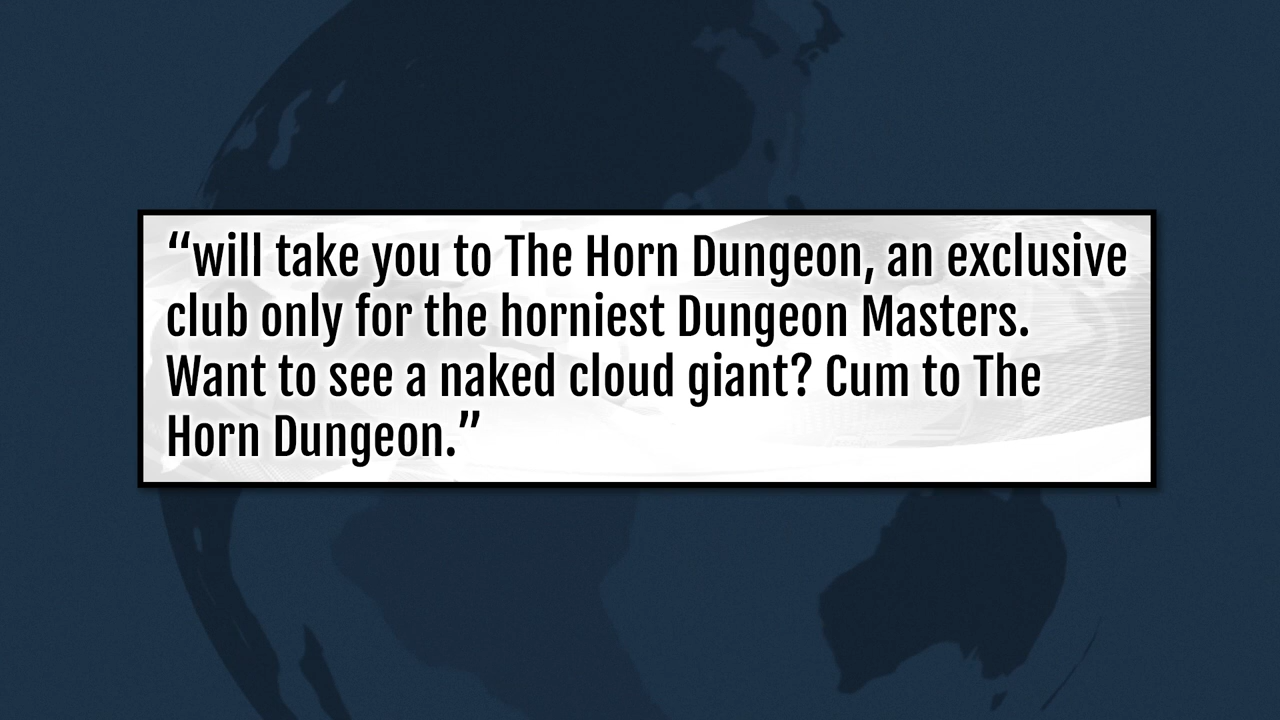 “will take you to The Horn Dungeon, an exclusive
club only for the horniest Dungeon Masters.
Want to see a naked cloud giant? Cum to The
Horn Dungeon.”